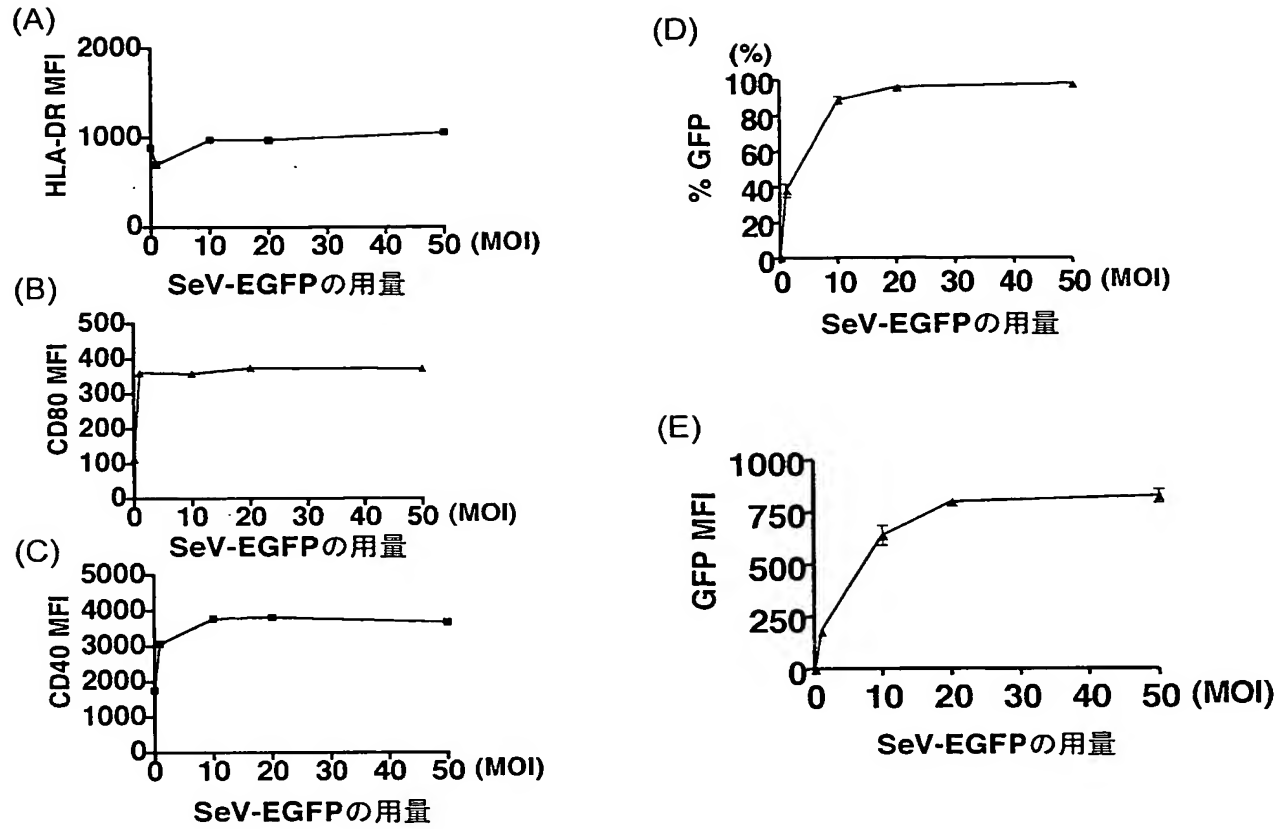 (A)
HLA-DR MFI
2000
1000
0
0 10 20 30 40 50 (MOI)
SeV-EGFPの用量
(B)
CD80 MFI
500
400
300
200
100
0
0 10 20 30 40 50 (MOI)
SeV-EGFPの用量
(C)
CD40 MFI
5000
4000
3000
2000
1000
0
0 10 20 30 40 50 (MOI)
SeV-EGFPの用量
(D)
(%)
% GFP
100
80
60
40
20
0
0 10 20 30 40 50 (MOI)
SeV-EGFPの用量
(E)
GFP MFI
1000
750
500
250
0
0 10 20 30 40 50 (MOI)
SeV-EGFPの用量